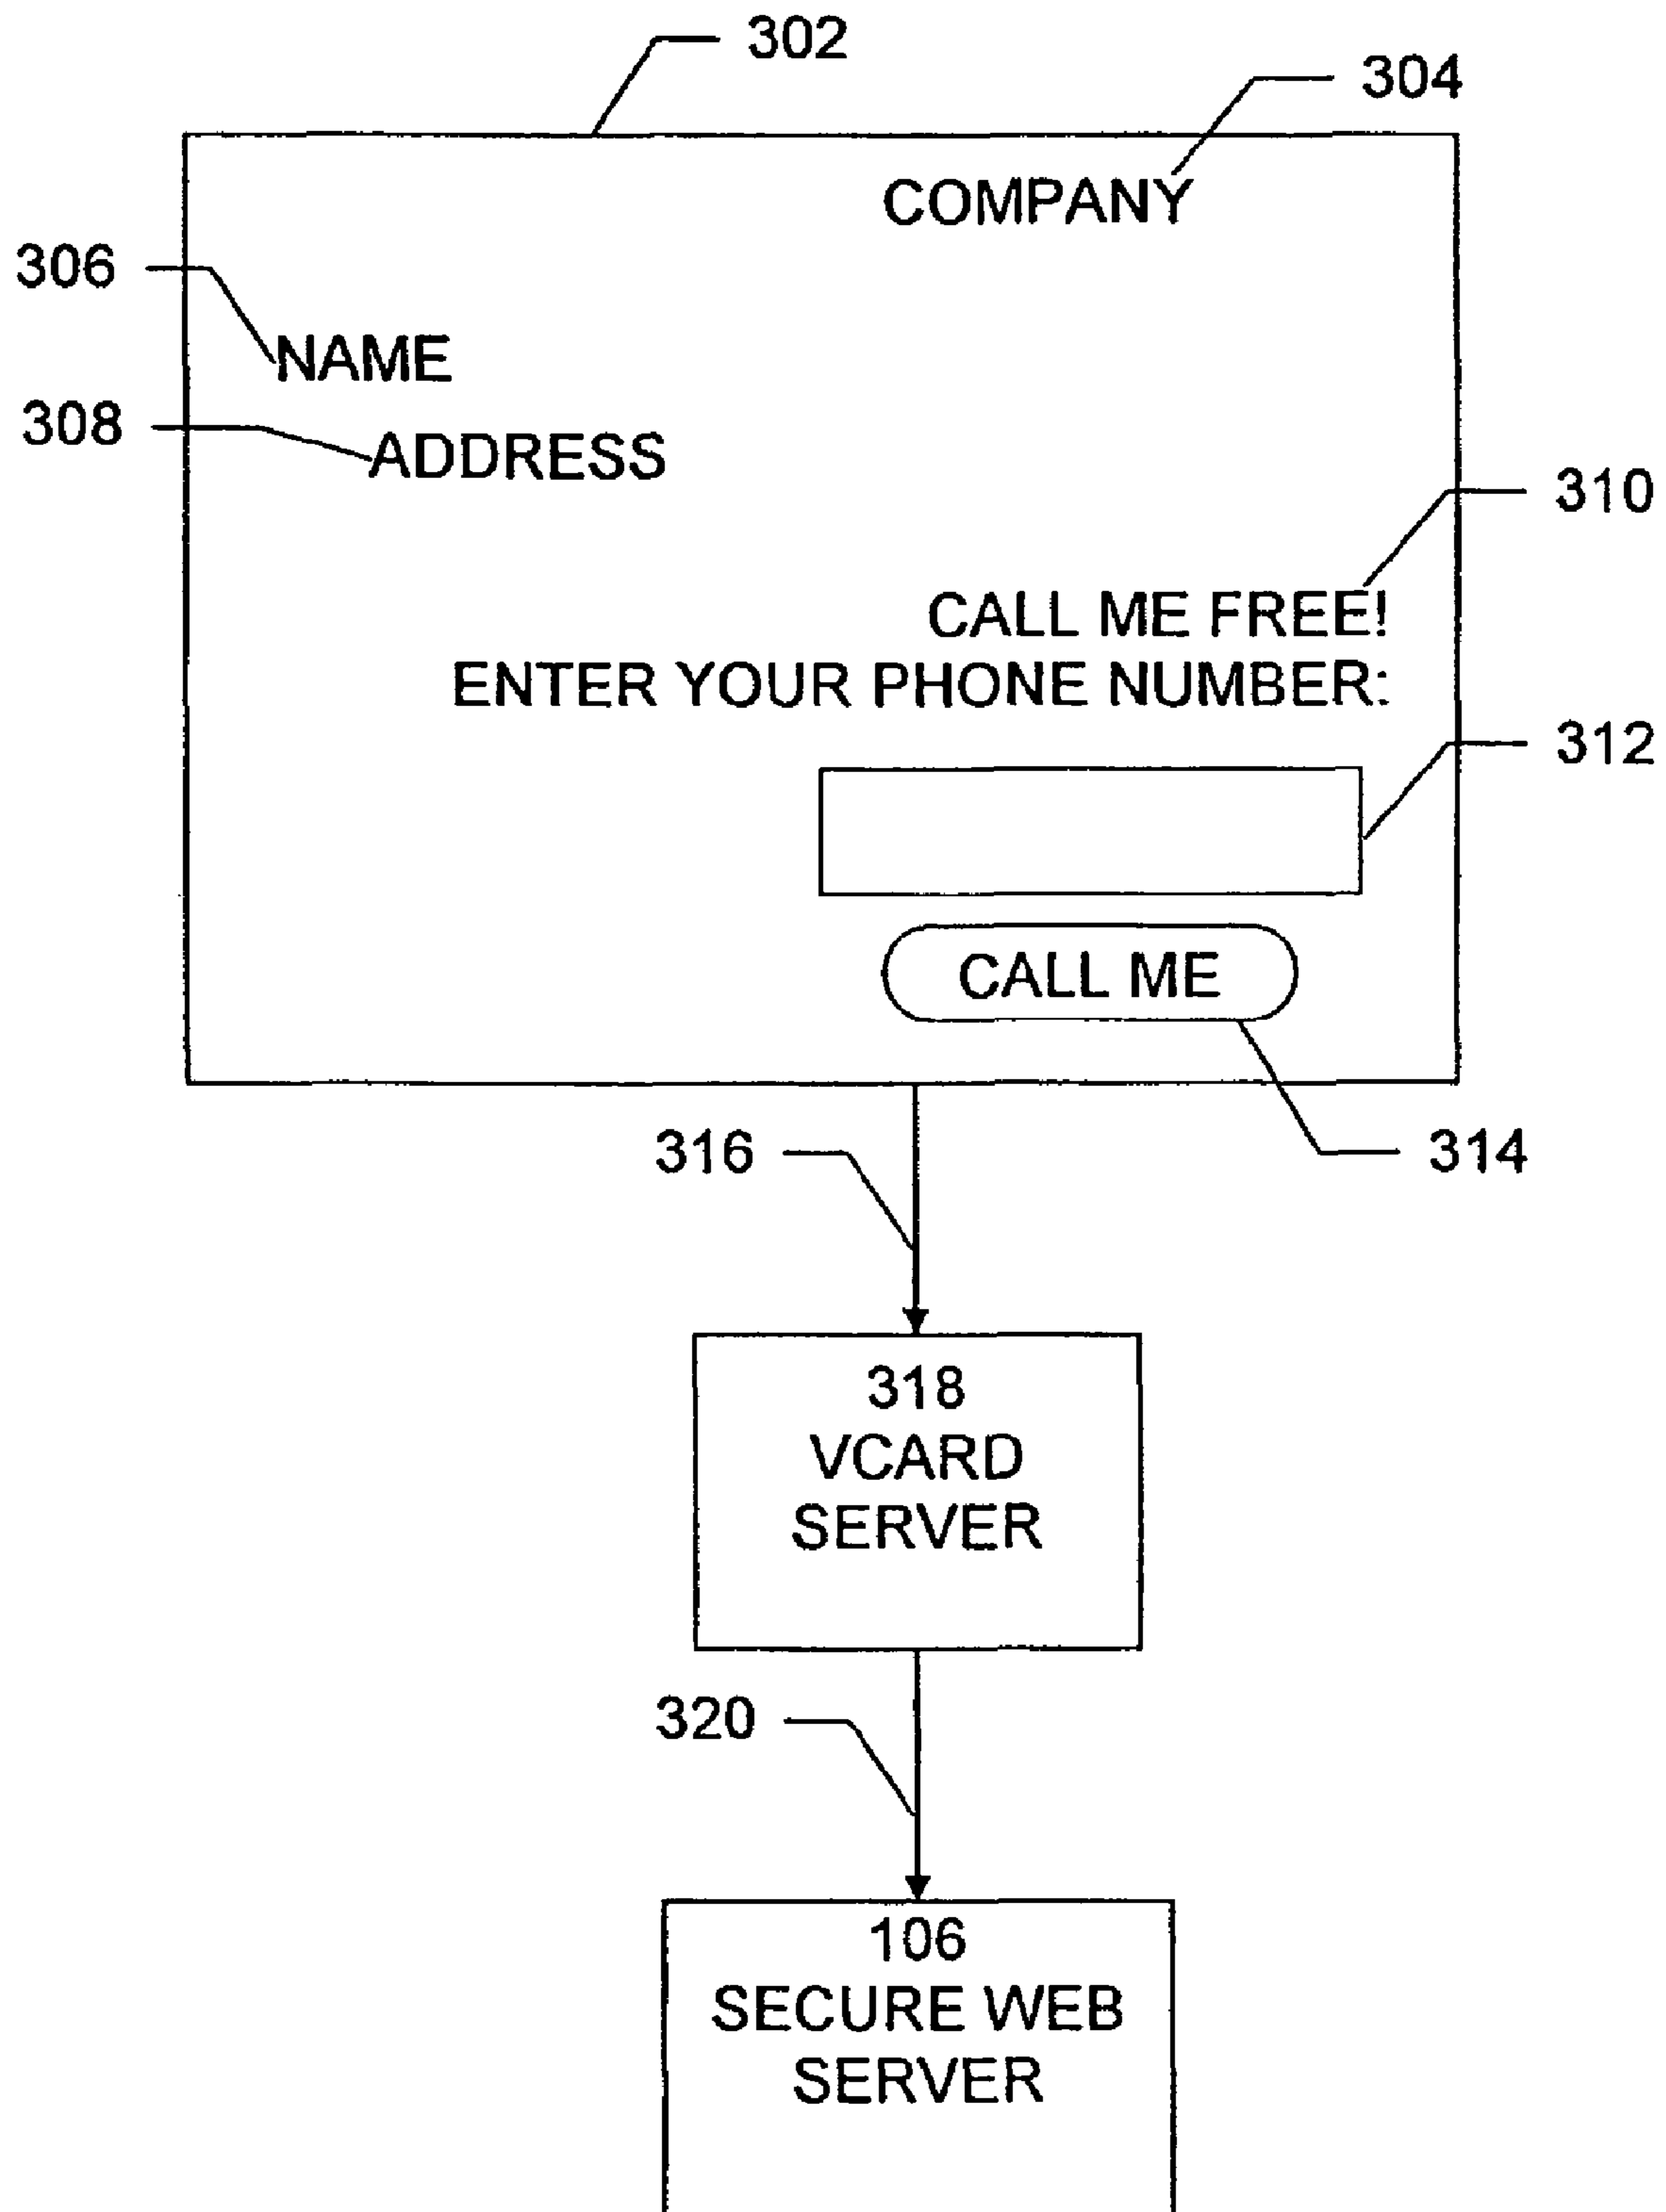 302
304
COMPANY
306
NAME
308
ADDRESS
310
CALL ME FREE!
ENTER YOUR PHONE NUMBER:
312
CALL ME
316
314
318
VCARD
SERVER
320
106
SECURE WEB
SERVER